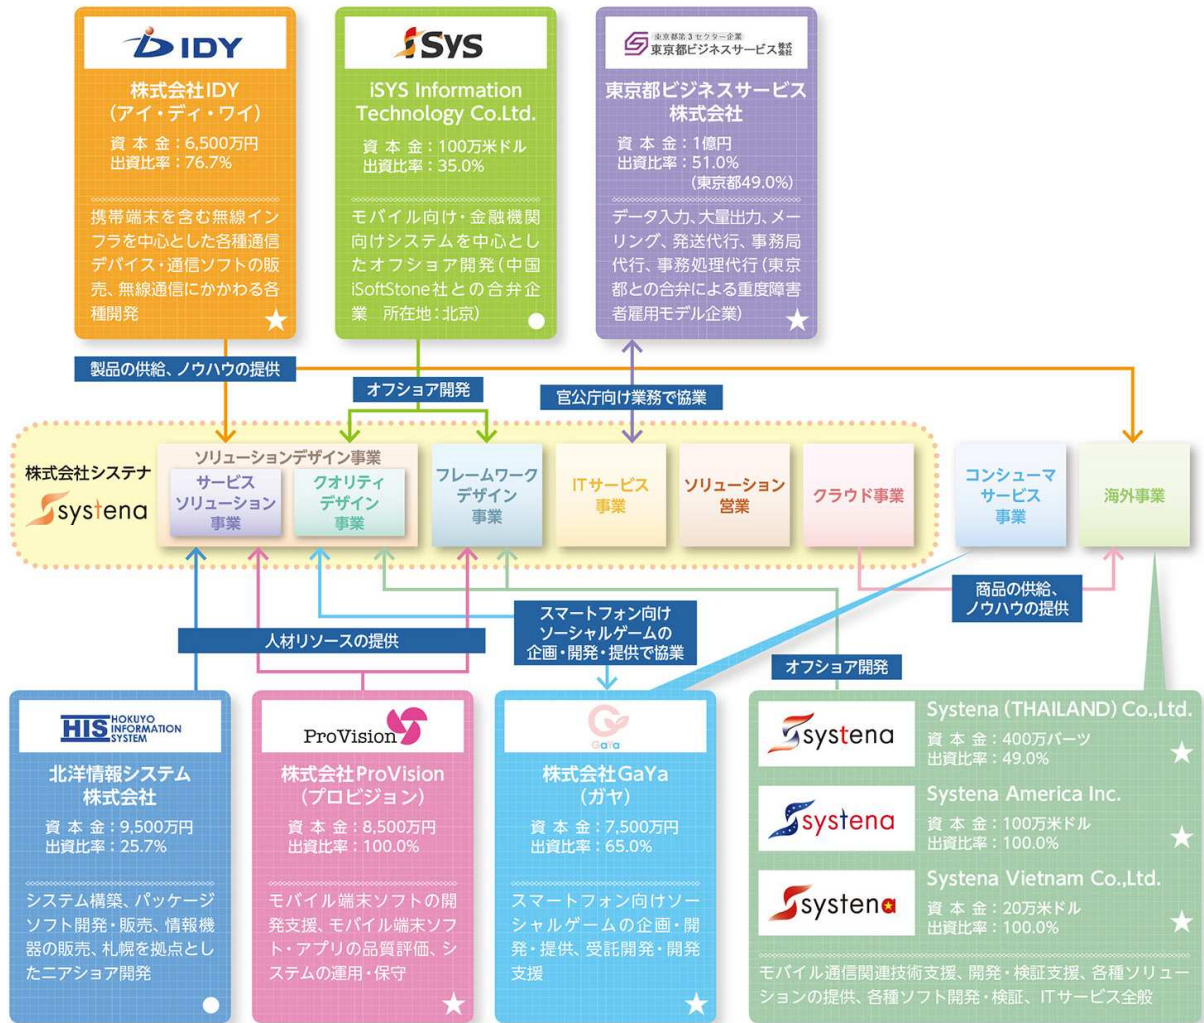 IDY
株式会社IDY
(アイ・ディ・ワイ)
資本金:6,500万円
出資比率:76.7%
携帯端末を含む無線イン
フラを中心とした各種通信
デバイス・通信ソフトの販
売、無線通信にかかわる各
種開発
★
iSYS
iSYS Information
Technology Co.Ltd.
資本金:100万米ドル
出資比率:35.0%
モバイル向け・金融機関
向けシステムを中心とし
たオフショア開発(中国
iSoftStone社との合弁企
業 所在地:北京)
●
東京都第3セクター企業
東京都ビジネスサービス株式会社
東京都ビジネスサービス
株式会社
資本金:1億円
出資比率:51.0%
(東京都49.0%)
データ入力、大量出力、メー
リング、発送代行、事務局
代行、事務処理代行(東京
都との合弁による重度障害
者雇用モデル企業)
★
製品の供給、ノウハウの提供
オフショア開発
官公庁向け業務で協業
株式会社システナ
systena
ソリューションデザイン事業
サービス
ソリューション
事業
クオリティ
デザイン
事業
フレームワーク
デザイン
事業
ITサービス
事業
ソリューション
営業
クラウド事業
コンシューマ
サービス
事業
海外事業
人材リソースの提供
スマートフォン向け
ソーシャルゲームの
企画・開発・提供で協業
商品の供給、
ノウハウの提供
オフショア開発
HIS HOKUYO
INFORMATION
SYSTEM
北洋情報システム
株式会社
資本金:9,500万円
出資比率:25.7%
システム構築、パッケージ
ソフト開発・販売、情報機
器の販売、札幌を拠点とし
たニアショア開発
●
ProVision
株式会社ProVision
(プロビジョン)
資本金:8,500万円
出資比率:100.0%
モバイル端末ソフトの開
発支援、モバイル端末ソフ
ト・アプリの品質評価、シ
ステムの運用・保守
★
GaYa
株式会社GaYa
(ガヤ)
資本金:7,500万円
出資比率:65.0%
スマートフォン向けソー
シャルゲームの企画・開
発・提供、受託開発・開発
支援
★
systena
Systena (THAILAND) Co.,Ltd.
資本金:400万バーツ
出資比率:49.0%
★
systena
Systena America Inc.
資本金:100万米ドル
出資比率:100.0%
★
systena
Systena Vietnam Co.,Ltd.
資本金:20万米ドル
出資比率:100.0%
★
モバイル通信関連技術支援、開発・検証支援、各種ソリュー
ションの提供、各種ソフト開発・検証、ITサービス全般